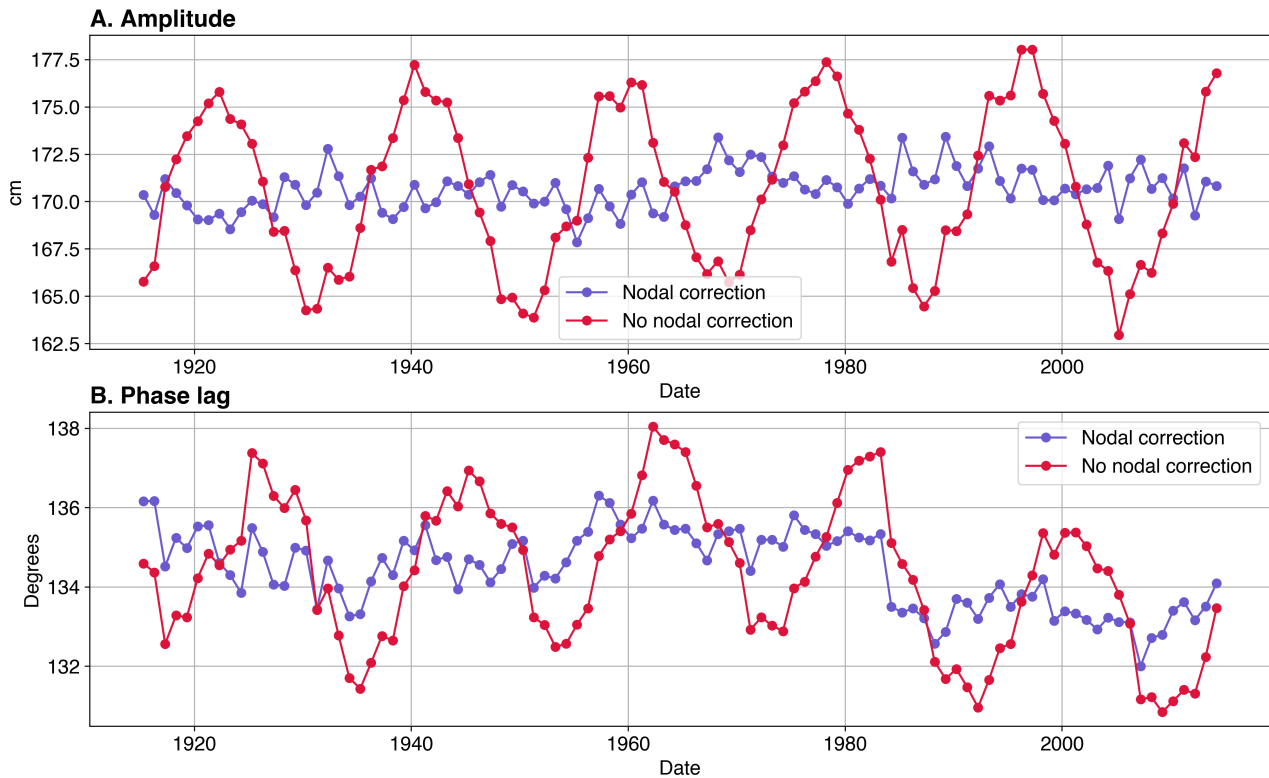 A. Amplitude
cm
177.5
175.0
172.5
170.0
167.5
165.0
162.5
Nodal correction
No nodal correction
1920
1940
1960
1980
2000
Date
B. Phase lag
Degrees
138
136
134
132
Nodal correction
No nodal correction
1920
1940
1960
1980
2000
Date